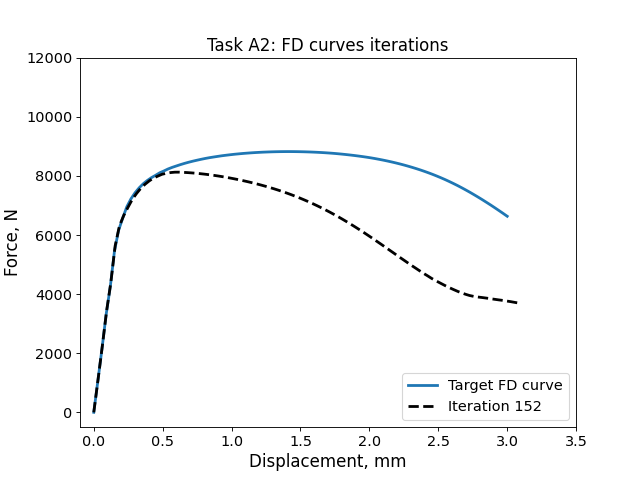 Task A2: FD curves iterations
12000
10000
8000
6000
4000
2000
0
Force, N
0.0 0.5 1.0 1.5 2.0 2.5 3.0 3.5
Displacement, mm
Target FD curve
Iteration 152